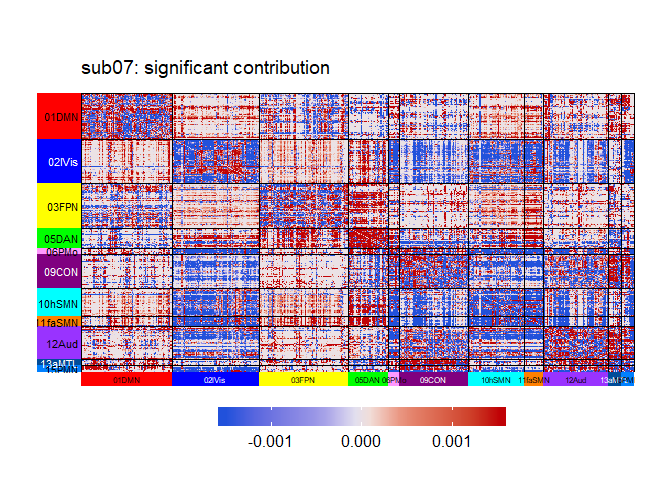 sub07: significant contribution
01DMN
02lVis
03FPN
05DAN
09CON
10hSMN
11faSMN
12Aud
01DMN 02lVis 03FPN 05DAN 09CON 10hSMN 11faSMN 12Aud
-0.001 0.000 0.001